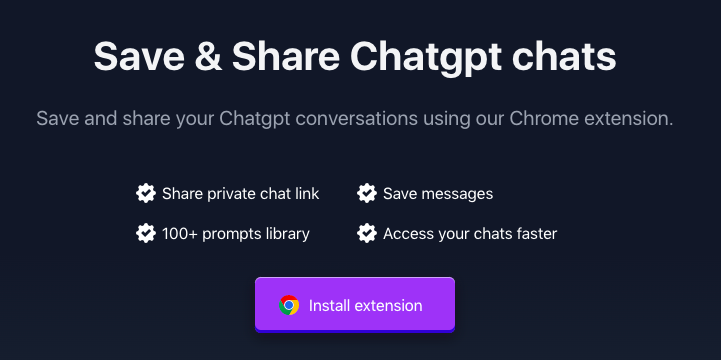 Save & Share Chatgpt chats
Save and share your Chatgpt conversations using our Chrome extension.
Share private chat link
Save messages
100+ prompts library
Access your chats faster
Install extension